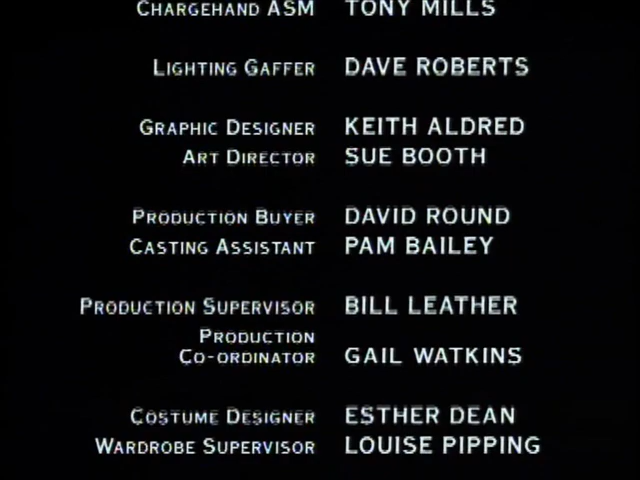 CHARGEHAND ASM TONY MILLS
LIGHTING GAFFER DAVE ROBERTS
GRAPHIC DESIGNER KEITH ALDRED
ART DIRECTOR SUE BOOTH
PRODUCTION BUYER DAVID ROUND
CASTING ASSISTANT PAM BAILEY
PRODUCTION SUPERVISOR BILL LEATHER
PRODUCTION
CO-ORDINATOR GAIL WATKINS
COSTUME DESIGNER ESTHER DEAN
WARDROBE SUPERVISOR LOUISE PIPPING